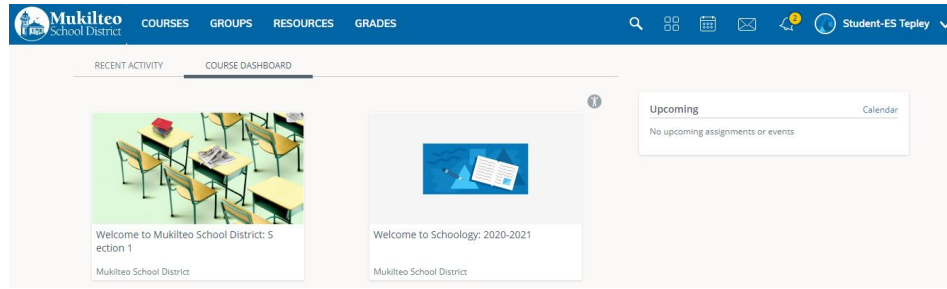 Mukilteo
School District
COURSES GROUPS RESOURCES GRADES
2
Student-ES Tepley
RECENT ACTIVITY COURSE DASHBOARD
Upcoming Calendar
No upcoming assignments or events
Welcome to Mukilteo School District: S
ection 1
Mukilteo School District
Welcome to Schoology: 2020-2021
Mukilteo School District